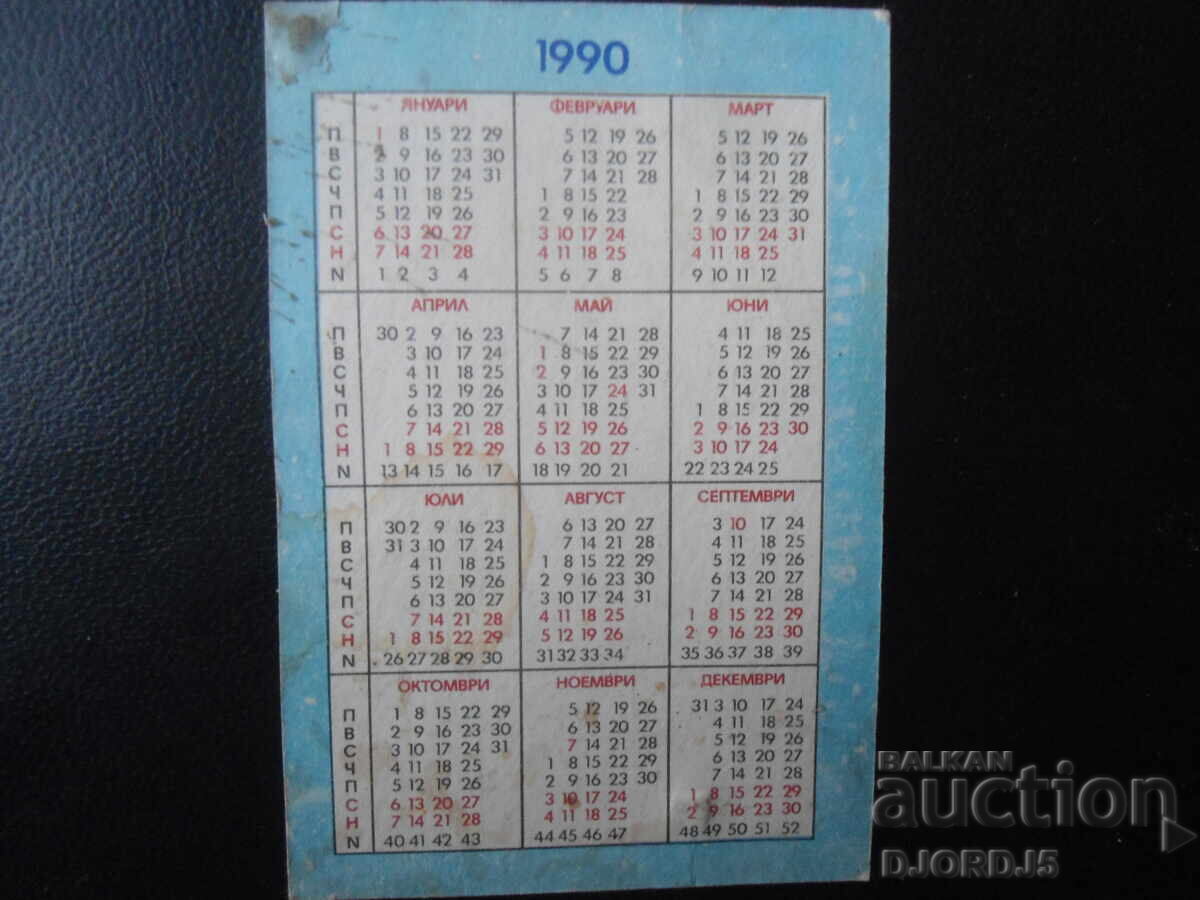 1990
ЯНУАРИ ФЕВРУАРИ МАРТ
П 1 8 15 22 29 5 12 19 26 5 12 19 26
В 2 9 16 23 30 6 13 20 27 6 13 20 27
С 3 10 17 24 31 7 14 21 28 7 14 21 28
Ч 4 11 18 25 1 8 15 22 1 8 15 22 29
П 5 12 19 26 2 9 16 23 2 9 16 23 30
С 6 13 20 27 3 10 17 24 3 10 17 24 31
Н 7 14 21 28 4 11 18 25 4 11 18 25
N 1 2 3 4 5 6 7 8 9 10 11 12
АПРИЛ МАЙ ЮНИ
П 30 2 9 16 23 7 14 21 28 4 11 18 25
В 3 10 17 24 1 8 15 22 29 5 12 19 26
С 4 11 18 25 2 9 16 23 30 6 13 20 27
Ч 5 12 19 26 3 10 17 24 31 7 14 21 28
П 6 13 20 27 4 11 18 25 1 8 15 22 29
С 7 14 21 28 5 12 19 26 2 9 16 23 30
Н 1 8 15 22 29 6 13 20 27 3 10 17 24
N 13 14 15 16 17 18 19 20 21 22 23 24 25
ЮЛИ АВГУСТ СЕПТЕМВРИ
П 30 2 9 16 23 6 13 20 27 3 10 17 24
В 31 3 10 17 24 7 14 21 28 4 11 18 25
С 4 11 18 25 1 8 15 22 29 5 12 19 26
Ч 5 12 19 26 2 9 16 23 30 6 13 20 27
П 6 13 20 27 3 10 17 24 31 7 14 21 28
С 7 14 21 28 4 11 18 25 1 8 15 22 29
Н 1 8 15 22 29 5 12 19 26 2 9 16 23 30
N 26 27 28 29 30 31 32 33 34 35 36 37 38 39
ОКТОМВРИ НОЕМВРИ ДЕКЕМВРИ
П 1 8 15 22 29 5 12 19 26 31 3 10 17 24
В 2 9 16 23 30 6 13 20 27 4 11 18 25
С 3 10 17 24 31 7 14 21 28 5 12 19 26
Ч 4 11 18 25 1 8 15 22 29 6 13 20 27
П 5 12 19 26 2 9 16 23 30 7 14 21 28
С 6 13 20 27 3 10 17 24 1 8 15 22 29
Н 7 14 21 28 4 11 18 25 2 9 16 23 30
N 40 41 42 43 44 45 46 47 48 49 50 51 52
BALKAN
auction
DJORDJ5